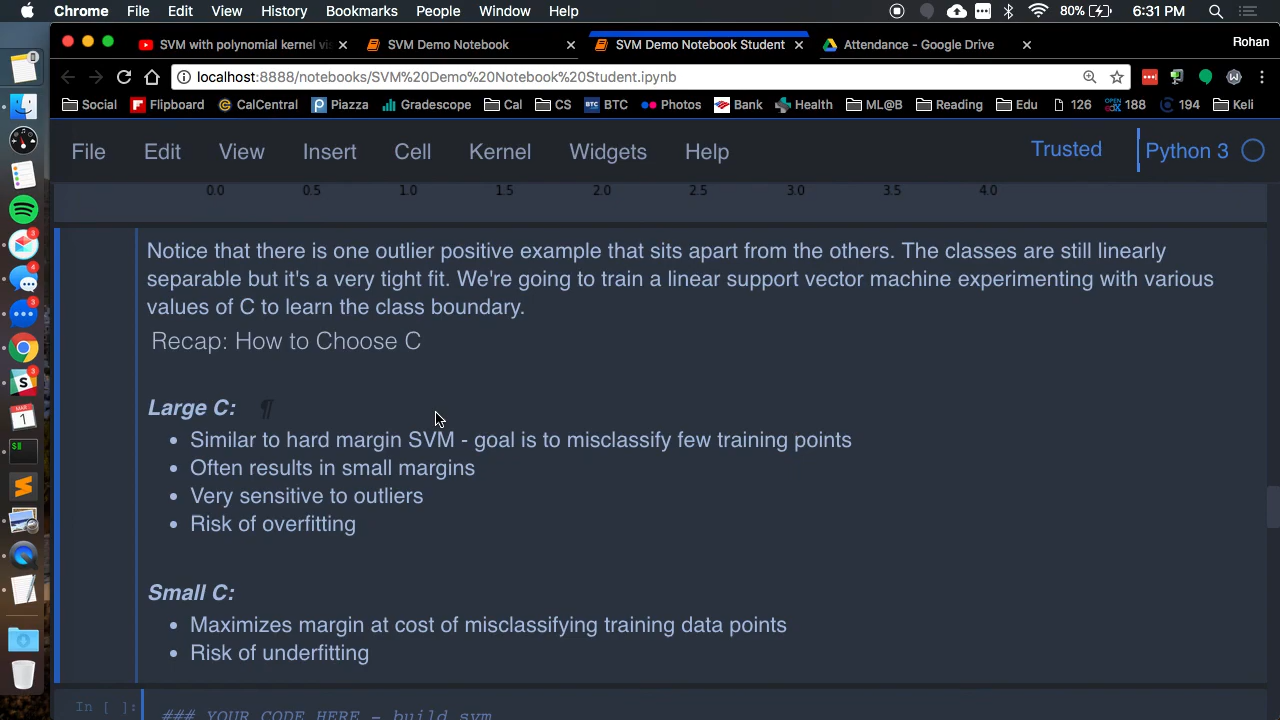 Chrome File Edit View History Bookmarks People Window Help 80% 6:31 PM
SVM with polynomial kernel vi SVM Demo Notebook SVM Demo Notebook Student Attendance - Google Drive Rohan
localhost:8888/notebooks/SVM%20Demo%20Notebook%20Student.ipynb
Social Flipboard CalCentral Piazza Gradescope Cal CS BTC Photos Bank Health ML@B Reading Edu 126 188 194 Keli
File Edit View Insert Cell Kernel Widgets Help Trusted Python 3
0.0 0.5 1.0 1.5 2.0 2.5 3.0 3.5 4.0
Notice that there is one outlier positive example that sits apart from the others. The classes are still linearly
separable but it's a very tight fit. We're going to train a linear support vector machine experimenting with various
values of C to learn the class boundary.
Recap: How to Choose C
Large C: ¶
• Similar to hard margin SVM - goal is to misclassify few training points
• Often results in small margins
• Very sensitive to outliers
• Risk of overfitting
Small C:
• Maximizes margin at cost of misclassifying training data points
• Risk of underfitting
In [ ]: ### YOUR CODE HERE - build svm